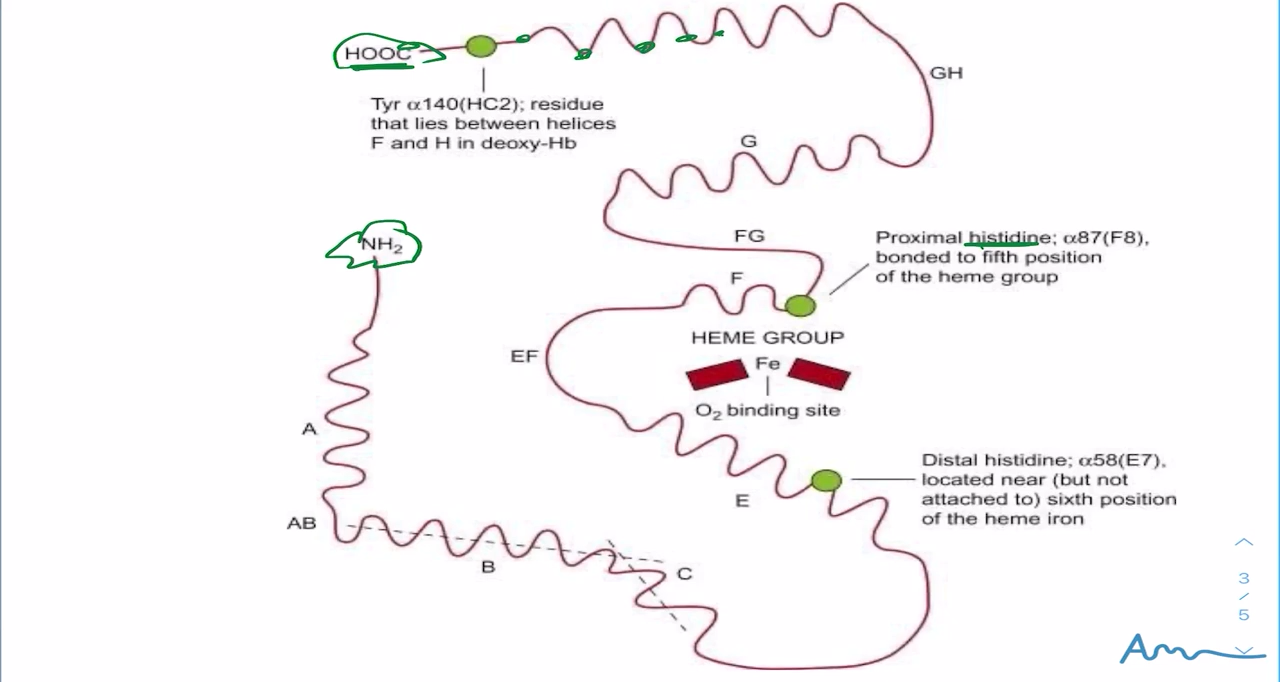 HOOC
GH
Tyr α140(HC2); residue
that lies between helices
F and H in deoxy-Hb
G
NH₂
FG
Proximal histidine; α87(F8),
bonded to fifth position
of the heme group
F
HEME GROUP
EF
Fe
O₂ binding site
A
Distal histidine; α58(E7),
located near (but not
attached to) sixth position
of the heme iron
E
AB
B
C
3
/
5